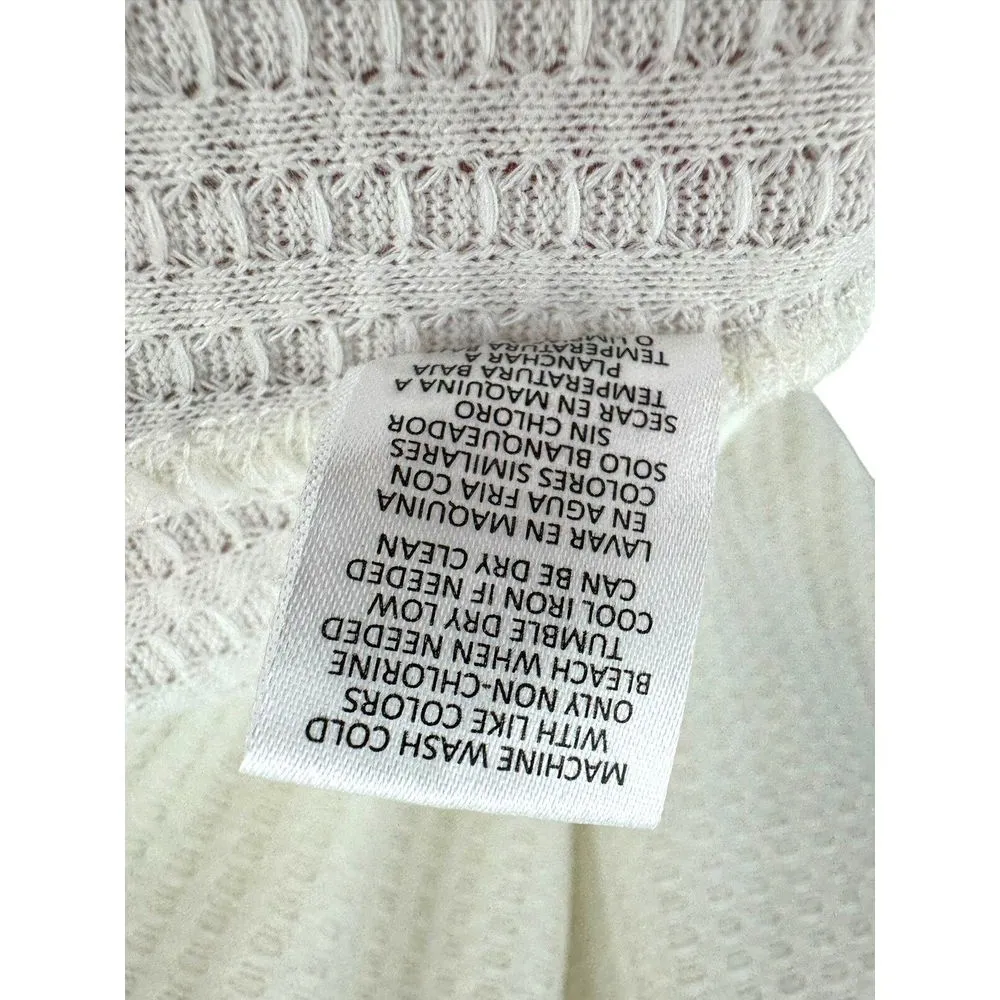 MACHINE WASH COLD
WITH LIKE COLORS
ONLY NON-CHLORINE
BLEACH WHEN NEEDED
TUMBLE DRY LOW
COOL IRON IF NEEDED
CAN BE DRY CLEAN
LAVAR EN MAQUINA
EN AGUA FRIA CON
COLORES SIMILARES
SOLO BLANQUEADOR
SIN CHLORO
SECAR EN MAQUINA A
TEMPERATURA BAJA
PLANCHAR A
TEMPERATURA
O